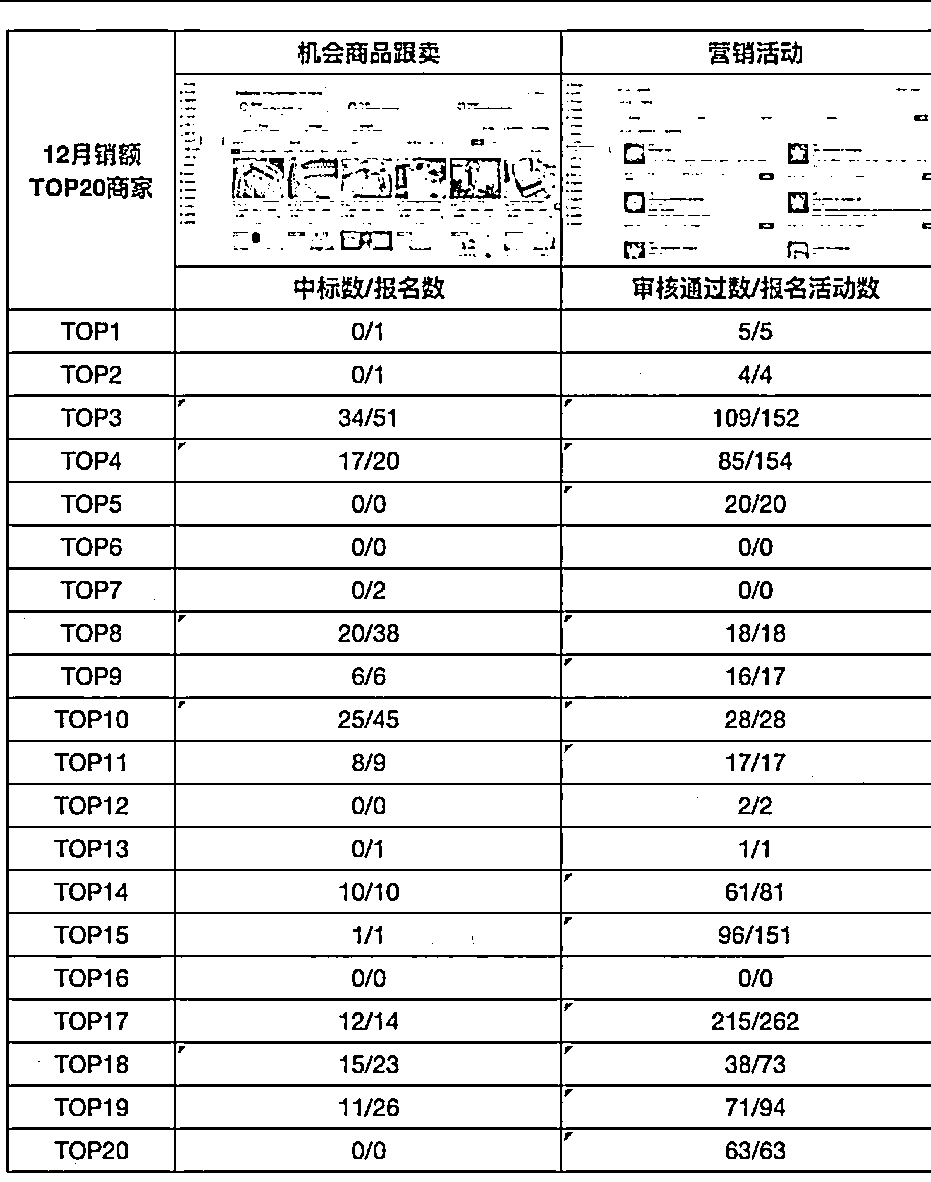 机会商品跟卖 营销活动
12月销额
TOP20商家
中标数/报名数 审核通过数/报名活动数
TOP1 0/1 5/5
TOP2 0/1 4/4
TOP3 34/51 109/152
TOP4 17/20 85/154
TOP5 0/0 20/20
TOP6 0/0 0/0
TOP7 0/2 0/0
TOP8 20/38 18/18
TOP9 6/6 16/17
TOP10 25/45 28/28
TOP11 8/9 17/17
TOP12 0/0 2/2
TOP13 0/1 1/1
TOP14 10/10 61/81
TOP15 1/1 96/151
TOP16 0/0 0/0
TOP17 12/14 215/262
TOP18 15/23 38/73
TOP19 11/26 71/94
TOP20 0/0 63/63